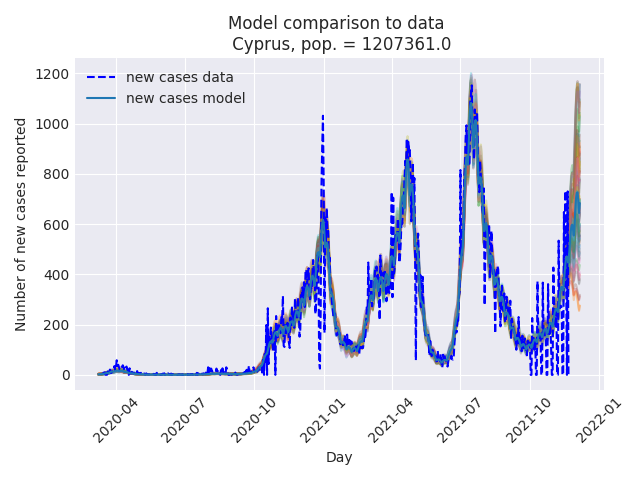 Model comparison to data
Cyprus, pop. = 1207361.0
new cases data
new cases model
Number of new cases reported
1200
1000
800
600
400
200
0
2020-04
2020-07
2020-10
2021-01
2021-04
2021-07
2021-10
2022-01
Day